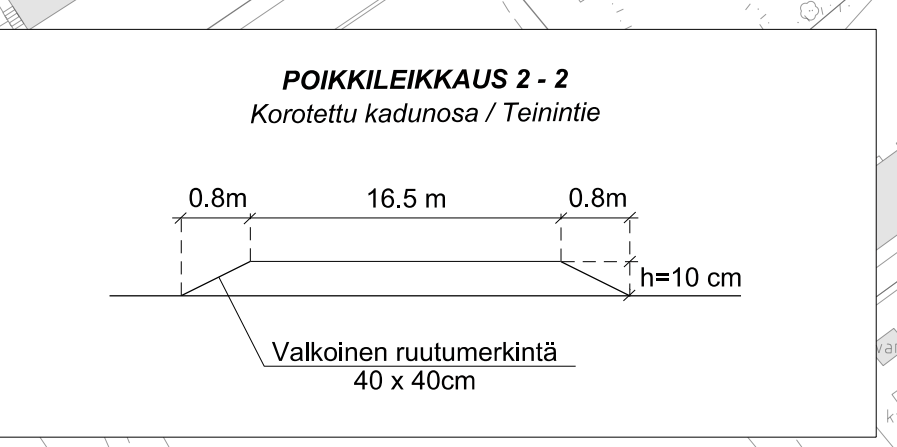 POIKKILEIKKAUS 2 - 2
Korotettu kadunosa / Teinintie
0.8m 16.5 m 0.8m
h=10 cm
Valkoinen ruutumerkintä
40 x 40cm